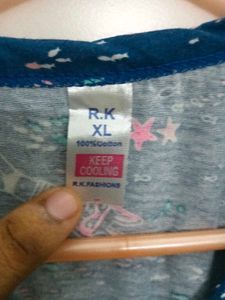 R.K
XL
100%Cotton
KEEP
COOLING
R.K.FASHIONS